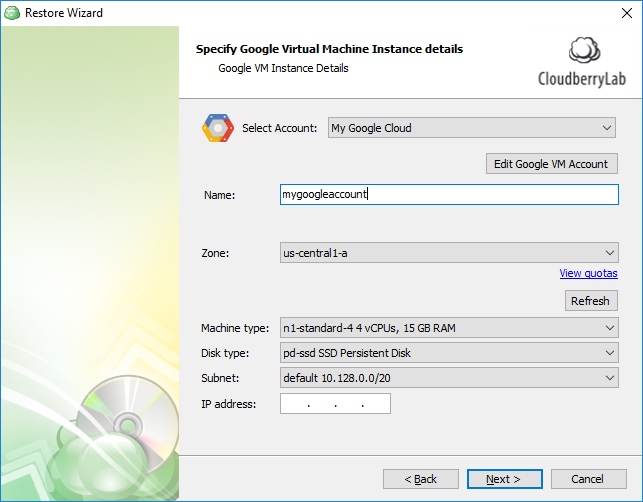 Restore Wizard
Specify Google Virtual Machine Instance details
Google VM Instance Details
CloudberryLab
Select Account: My Google Cloud
Edit Google VM Account
Name: mygoogleaccount
Zone: us-central1-a
View quotas
Refresh
Machine type: n1-standard-4 4 vCPUs, 15 GB RAM
Disk type: pd-ssd SSD Persistent Disk
Subnet: default 10.128.0.0/20
IP address: . . .
< Back Next > Cancel